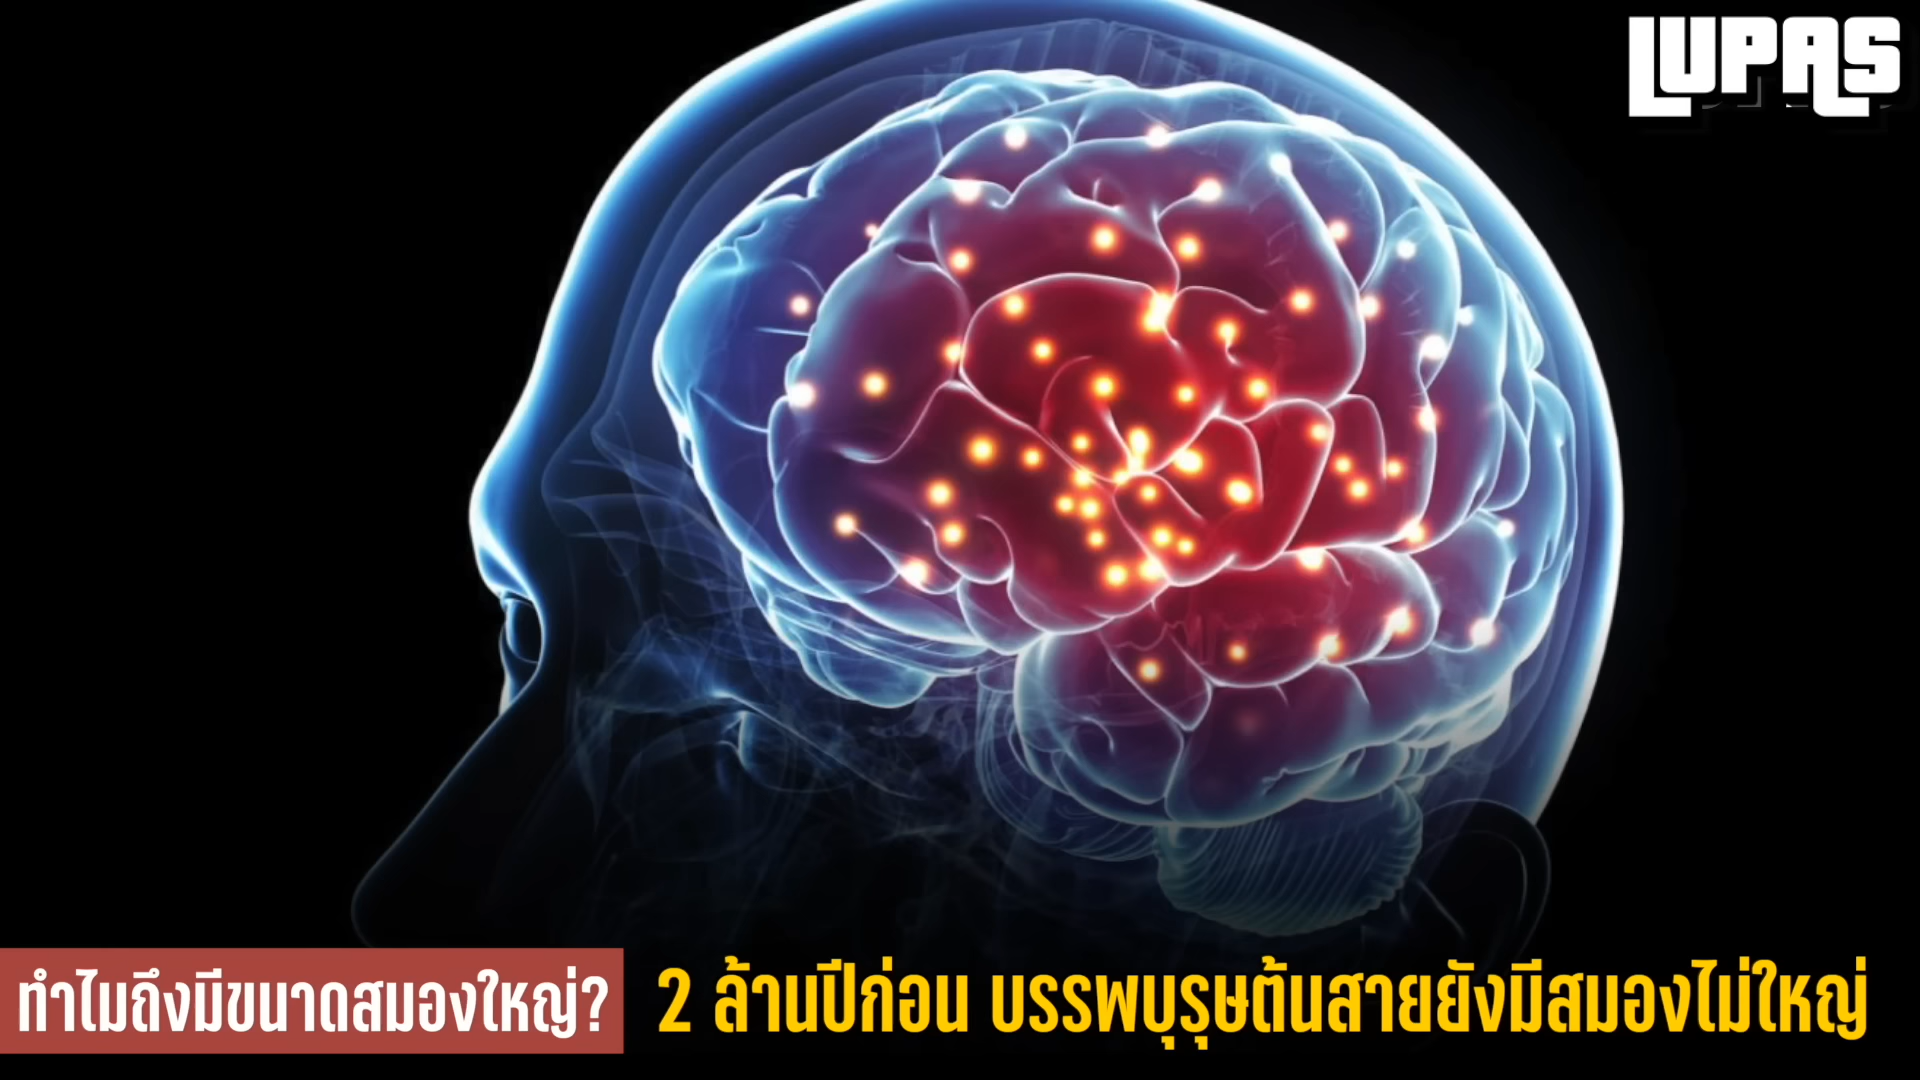 LUPAS
ทำไมถึงมีขนาดสมองใหญ่? 2 ล้านปีก่อน บรรพบุรุษต้นสายยังมีสมองไม่ใหญ่